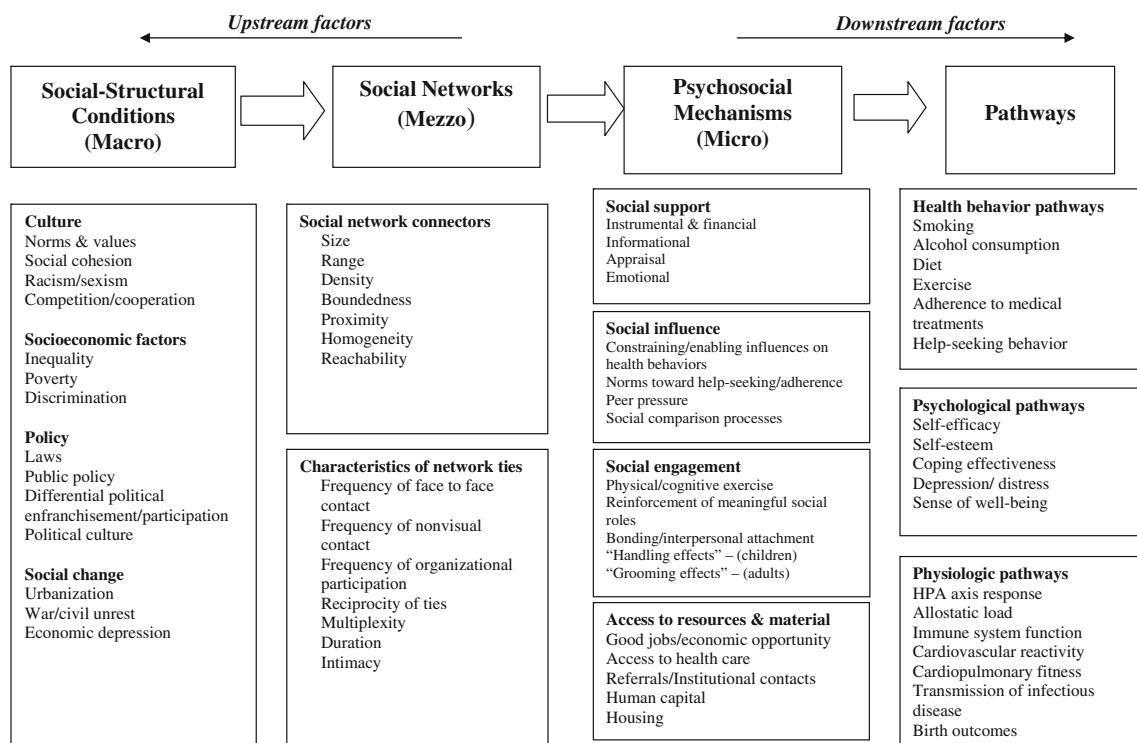 Upstream factors
Downstream factors
Social-Structural
Conditions
(Macro)
Social Networks
(Mezzo)
Psychosocial
Mechanisms
(Micro)
Pathways
Culture
Norms & values
Social cohesion
Racism/sexism
Competition/cooperation
Socioeconomic factors
Inequality
Poverty
Discrimination
Policy
Laws
Public policy
Differential political
enfranchisement/participation
Political culture
Social change
Urbanization
War/civil unrest
Economic depression
Social network connectors
Size
Range
Density
Boundedness
Proximity
Homogeneity
Reachability
Characteristics of network ties
Frequency of face to face
contact
Frequency of nonvisual
contact
Frequency of organizational
participation
Reciprocity of ties
Multiplexity
Duration
Intimacy
Social support
Instrumental & financial
Informational
Appraisal
Emotional
Social influence
Constraining/enabling influences on
health behaviors
Norms toward help-seeking/adherence
Peer pressure
Social comparison processes
Social engagement
Physical/cognitive exercise
Reinforcement of meaningful social
roles
Bonding/interpersonal attachment
“Handling effects” – (children)
“Grooming effects” – (adults)
Access to resources & material
Good jobs/economic opportunity
Access to health care
Referrals/Institutional contacts
Human capital
Housing
Health behavior pathways
Smoking
Alcohol consumption
Diet
Exercise
Adherence to medical
treatments
Help-seeking behavior
Psychological pathways
Self-efficacy
Self-esteem
Coping effectiveness
Depression/ distress
Sense of well-being
Physiologic pathways
HPA axis response
Allostatic load
Immune system function
Cardiovascular reactivity
Cardiopulmonary fitness
Transmission of infectious
disease
Birth outcomes